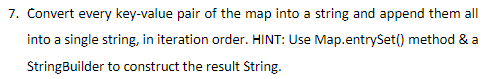 7. Convert every key-value pair of the map into a string and append them all
into a single string, in iteration order. HINT: Use Map.entrySet() method & a
StringBuilder to construct the result String.